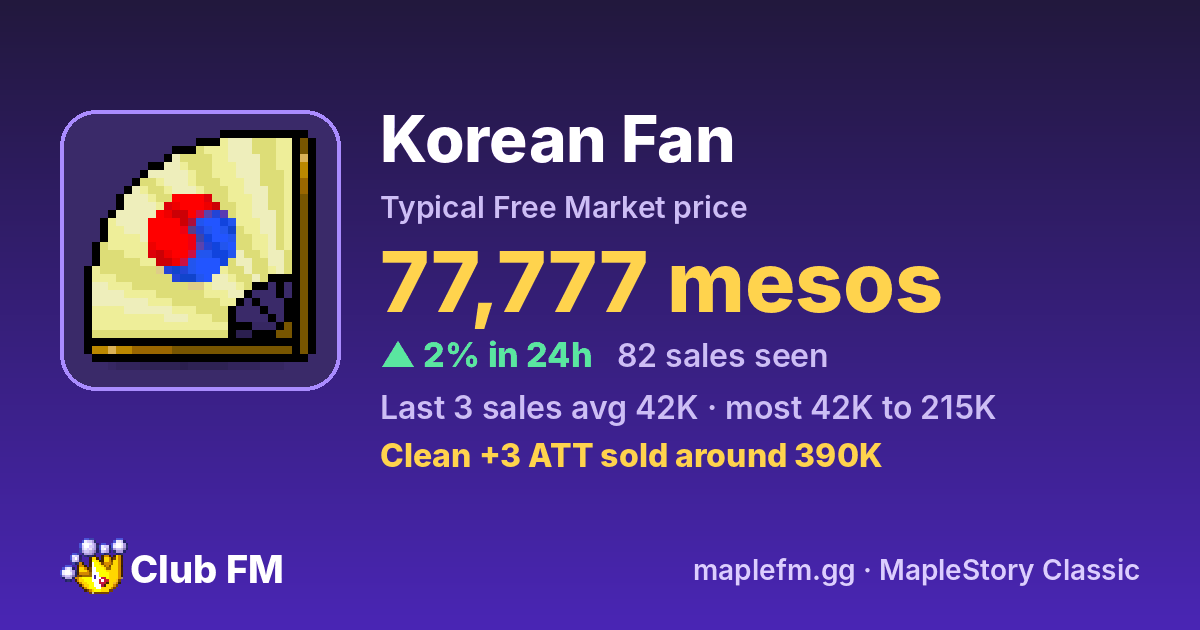 Korean Fan
Typical Free Market price
77,777 mesos
▲ 2% in 24h 82 sales seen
Last 3 sales avg 42K · most 42K to 215K
Clean +3 ATT sold around 390K
Club FM
maplefm.gg · MapleStory Classic